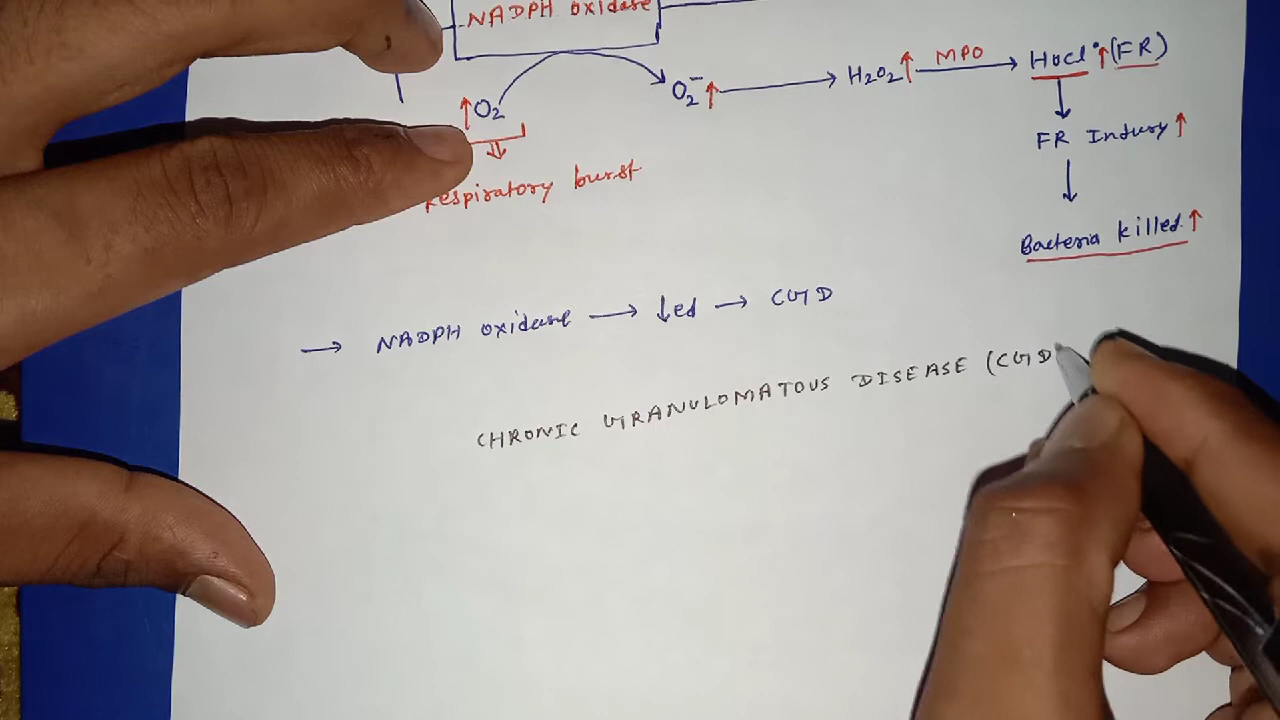 NADPH Oxidase
↑O2 → O2⁻↑ → H2O2↑ MPO → HOCl•↑(FR)
FR Indury↑
Respiratory burst
Bacteria killed↑
→ NADPH oxidase → ↓ed → CGD
CHRONIC GRANULOMATOUS DISEASE (CGD